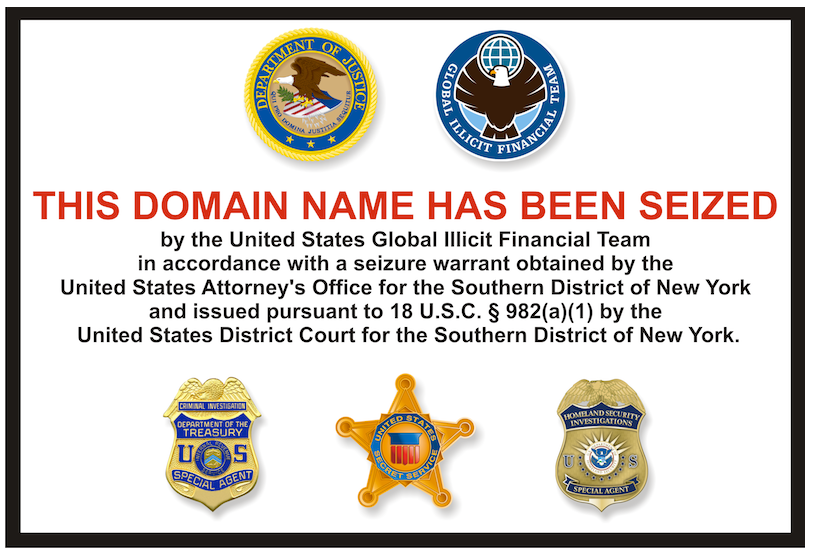 DEPARTMENT OF JUSTICE
QUI PRO DOMINA JUSTITIA SEQUITUR
GLOBAL ILLICIT FINANCIAL TEAM
THIS DOMAIN NAME HAS BEEN SEIZED
by the United States Global Illicit Financial Team
in accordance with a seizure warrant obtained by the
United States Attorney's Office for the Southern District of New York
and issued pursuant to 18 U.S.C. § 982(a)(1) by the
United States District Court for the Southern District of New York.
CRIMINAL INVESTIGATION
DEPARTMENT OF THE
TREASURY
U S
SPECIAL AGENT
UNITED STATES
SECRET SERVICE
HOMELAND SECURITY
INVESTIGATIONS
U S
SPECIAL AGENT